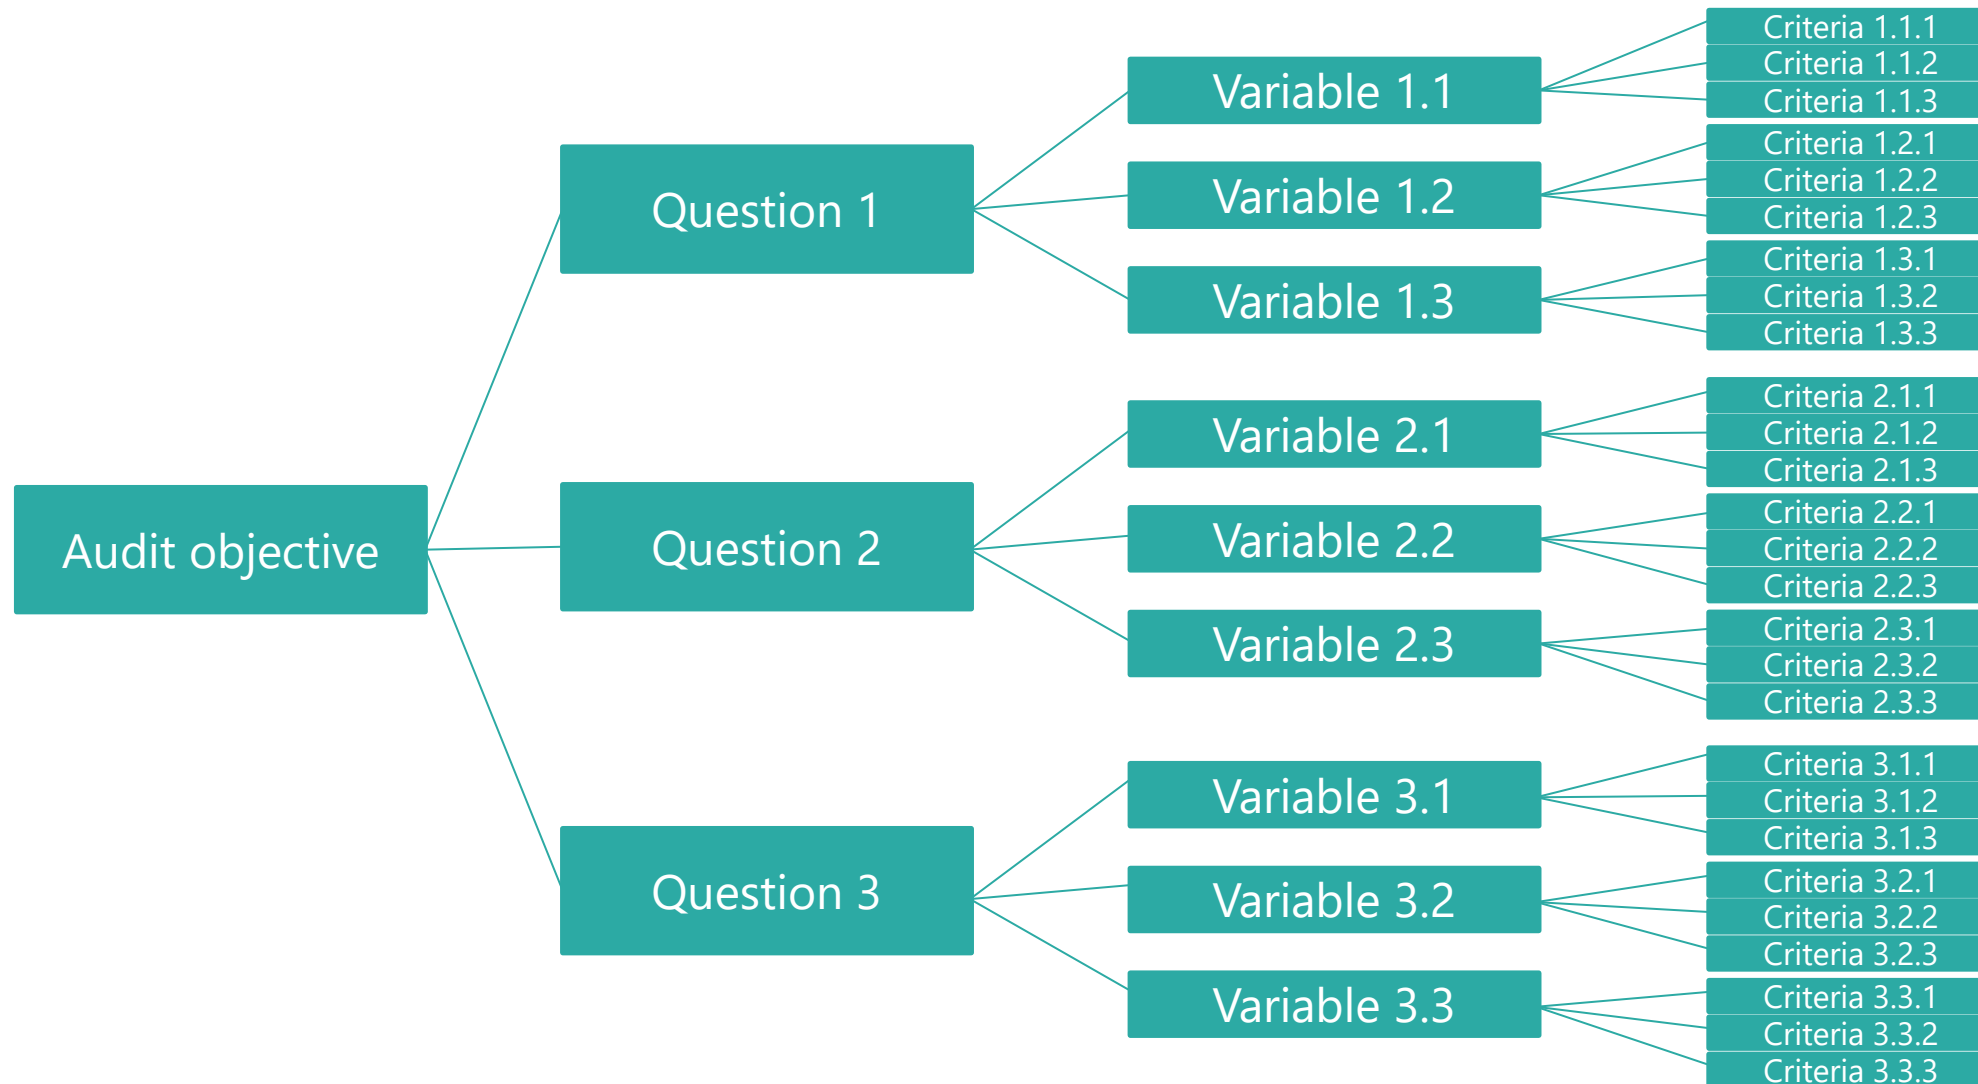 Audit objective
Question 1
Variable 1.1
Criteria 1.1.1
Criteria 1.1.2
Criteria 1.1.3
Variable 1.2
Criteria 1.2.1
Criteria 1.2.2
Criteria 1.2.3
Variable 1.3
Criteria 1.3.1
Criteria 1.3.2
Criteria 1.3.3
Question 2
Variable 2.1
Criteria 2.1.1
Criteria 2.1.2
Criteria 2.1.3
Variable 2.2
Criteria 2.2.1
Criteria 2.2.2
Criteria 2.2.3
Variable 2.3
Criteria 2.3.1
Criteria 2.3.2
Criteria 2.3.3
Question 3
Variable 3.1
Criteria 3.1.1
Criteria 3.1.2
Criteria 3.1.3
Variable 3.2
Criteria 3.2.1
Criteria 3.2.2
Criteria 3.2.3
Variable 3.3
Criteria 3.3.1
Criteria 3.3.2
Criteria 3.3.3